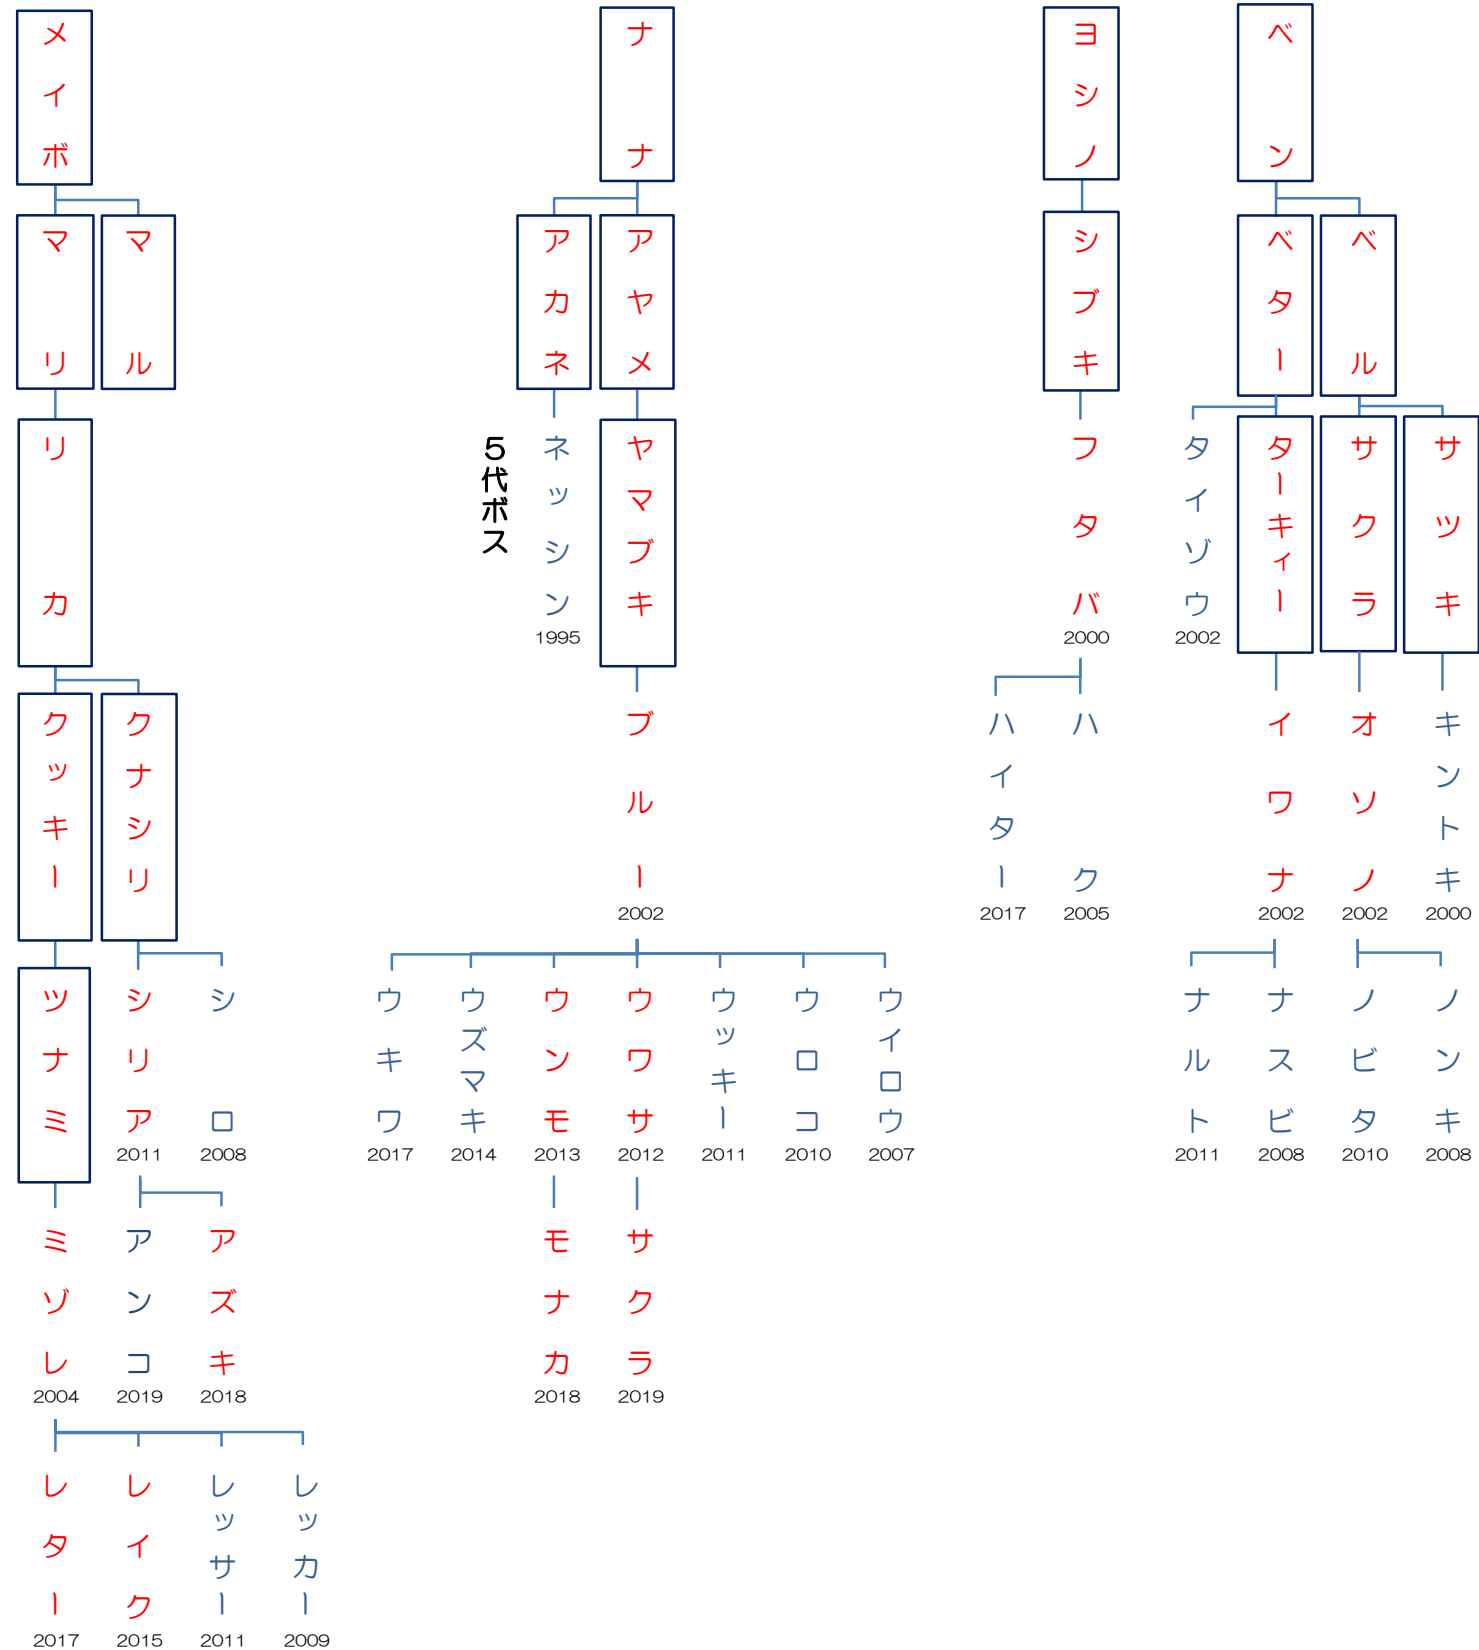 メイボ
ナナ
ヨシノ
ベン
マリ
マル
アカネ
アヤメ
シブキ
ベター
ベル
リカ
5代ボス
ネッシン
1995
ヤマブキ
フタバ
2000
タイゾウ
2002
ターキィー
サクラ
サツキ
クッキー
クナシリ
ブルー
2002
ハイター
2017
ハク
2005
イワナ
2002
オソノ
2002
キントキ
2000
ツナミ
シリア
2011
シロ
2008
ウキワ
2017
ウズマキ
2014
ウンモ
2013
ウワサ
2012
ウッキー
2011
ウロコ
2010
ウイロウ
2007
ナルト
2011
ナスビ
2008
ノビタ
2010
ノンキ
2008
ミゾレ
2004
アンコ
2019
アズキ
2018
モナカ
2018
サクラ
2019
レター
2017
レイク
2015
レッサー
2011
レッカー
2009